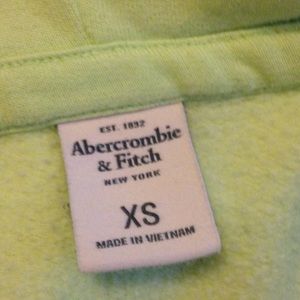 EST. 1892
Abercrombie
& Fitch
NEW YORK
XS
MADE IN VIETNAM